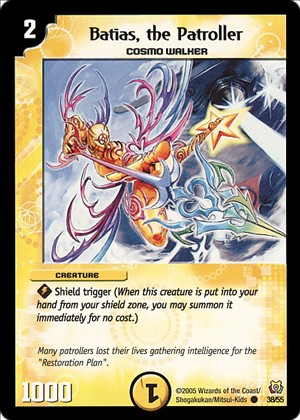 2
Batias, the Patroller
COSMO WALKER
CREATURE
Shield trigger (When this creature is put into your
hand from your shield zone, you may summon it
immediately for no cost.)
Many patrollers lost their lives gathering intelligence for the
"Restoration Plan".
1000
1
©2005 Wizards of the Coast/
Shogakukan/Mitsui-Kids
38/55